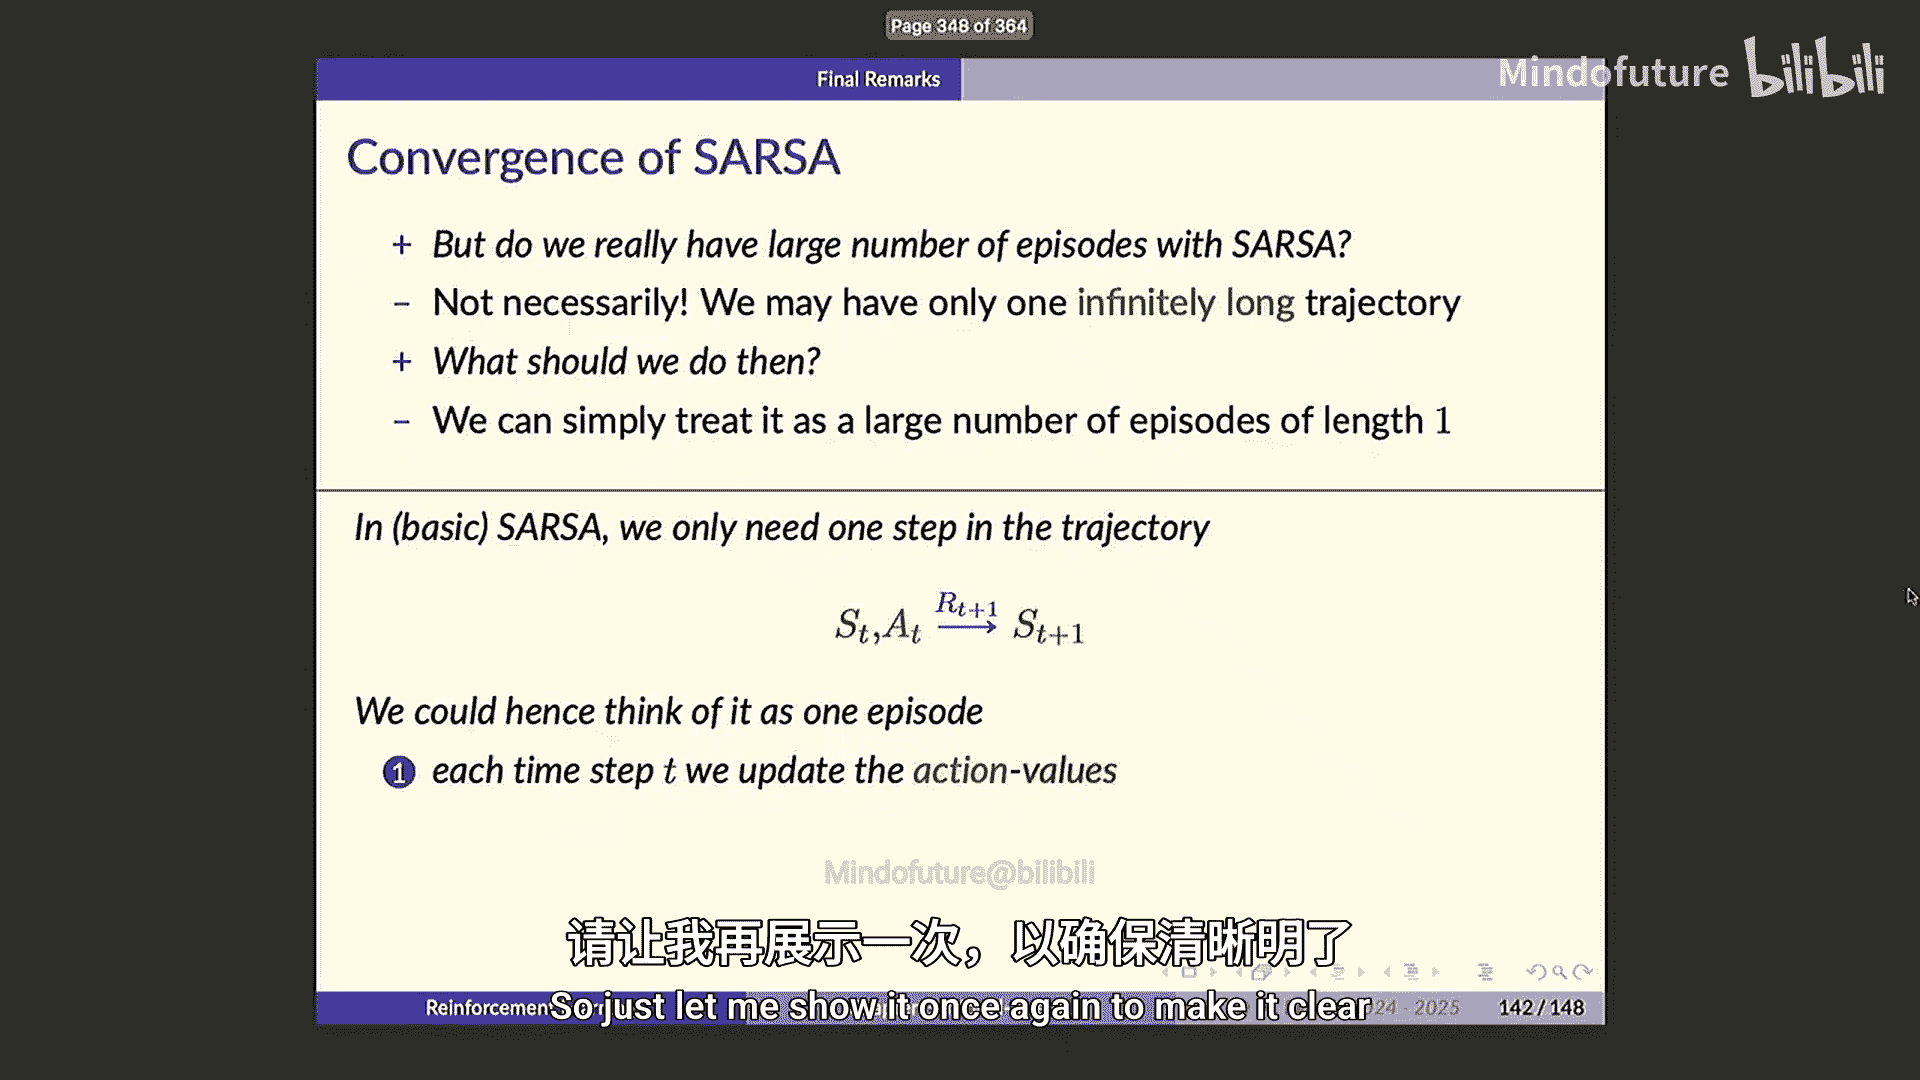 Page 348 of 364
Final Remarks
Mindofuture bilibili
Convergence of SARSA
+ But do we really have large number of episodes with SARSA?
– Not necessarily! We may have only one infinitely long trajectory
+ What should we do then?
– We can simply treat it as a large number of episodes of length 1
In (basic) SARSA, we only need one step in the trajectory
S_t, A_t \xrightarrow{R_{t+1}} S_{t+1}
We could hence think of it as one episode
1 each time step t we update the action-values
Mindofuture@bilibili
请让我再展示一次，以确保清晰明了
So just let me show it once again to make it clear
142 / 148